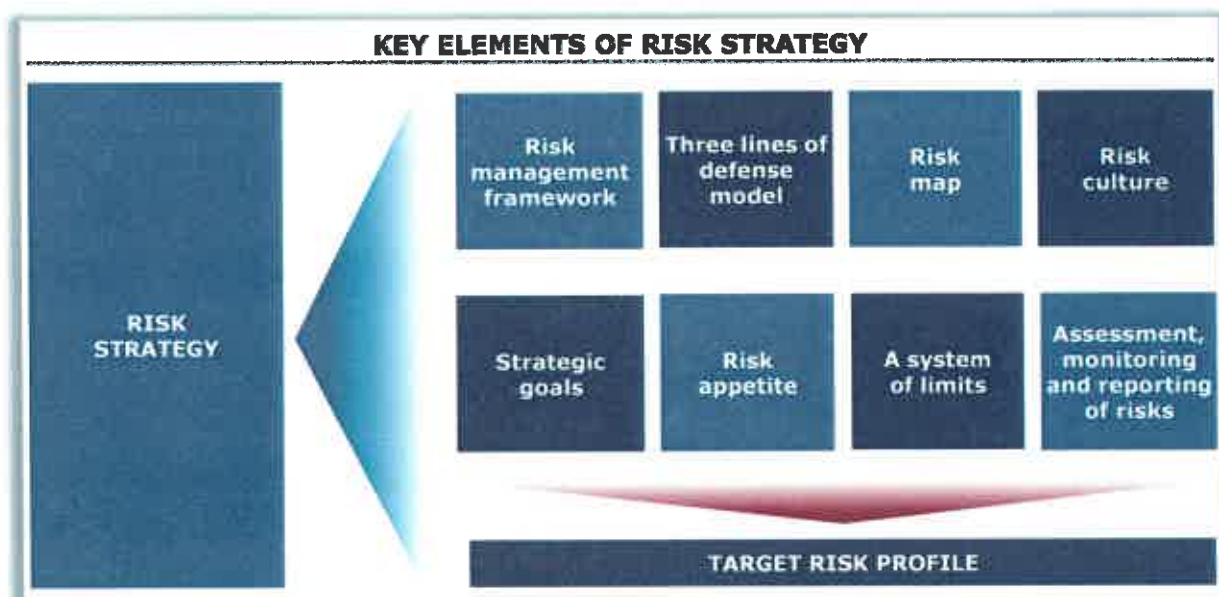 KEY ELEMENTS OF RISK STRATEGY
RISK
STRATEGY
Risk
management
framework
Three lines of
defense
model
Risk
map
Risk
culture
Strategic
goals
Risk
appetite
A system
of limits
Assessment,
monitoring
and reporting
of risks
TARGET RISK PROFILE